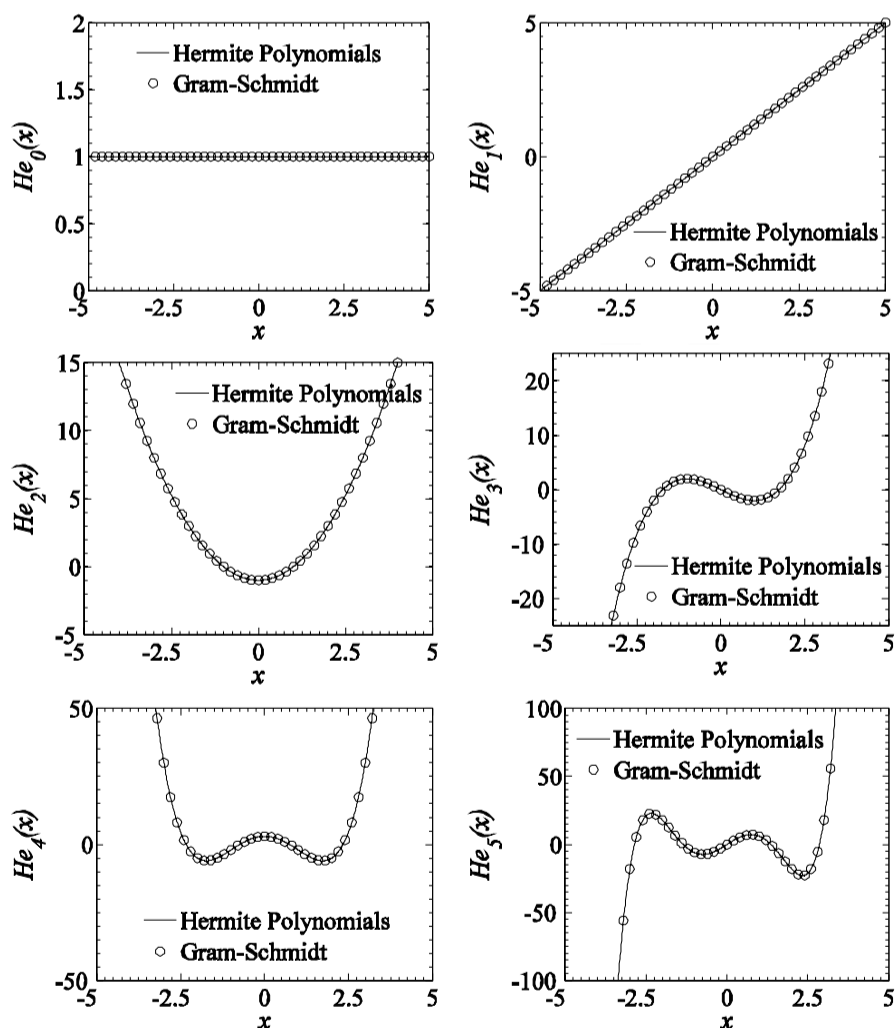 2
1.5
1
0.5
0
He0(x)
Hermite Polynomials
Gram-Schmidt
-5 -2.5 0 2.5 5
x
5
0
-5
He1(x)
Hermite Polynomials
Gram-Schmidt
-5 -2.5 0 2.5 5
x
15
10
5
0
-5
He2(x)
Hermite Polynomials
Gram-Schmidt
-5 -2.5 0 2.5 5
x
20
10
0
-10
-20
He3(x)
Hermite Polynomials
Gram-Schmidt
-5 -2.5 0 2.5 5
x
50
0
-50
He4(x)
Hermite Polynomials
Gram-Schmidt
-5 -2.5 0 2.5 5
x
100
50
0
-50
-100
He5(x)
Hermite Polynomials
Gram-Schmidt
-5 -2.5 0 2.5 5
x